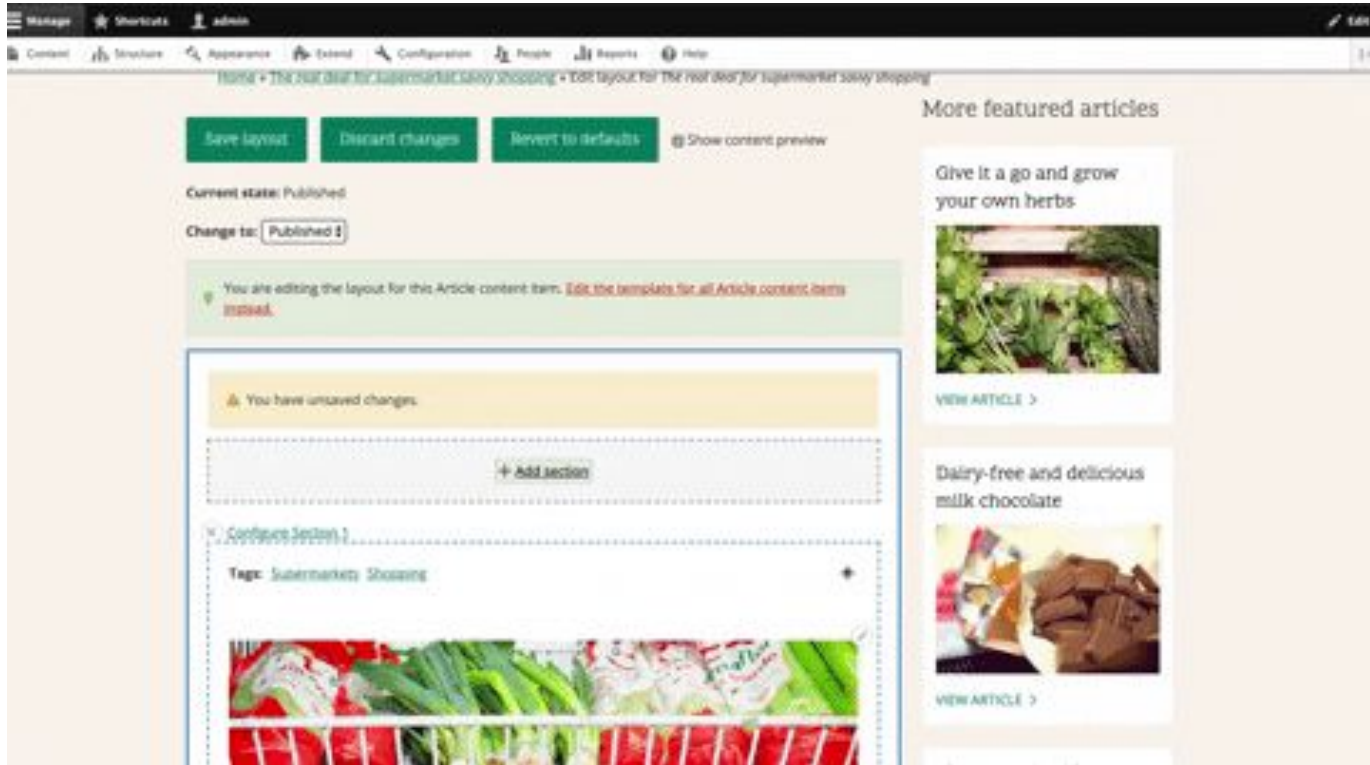 Manage Shortcuts admin
Content Structure Appearance Extend Configuration People Reports Help
Home » The real deal for supermarket savvy shopping » Edit layout for The real deal for supermarket savvy shopping
Save layout Discard changes Revert to defaults Show content preview
Current state: Published
Change to: Published
You are editing the layout for this Article content item. Edit the template for all Article content items
instead.
You have unsaved changes.
+ Add section
Configure Section 1
Tags: Supermarkets Shopping
More featured articles
Give it a go and grow
your own herbs
VIEW ARTICLE >
Dairy-free and delicious
milk chocolate
VIEW ARTICLE >